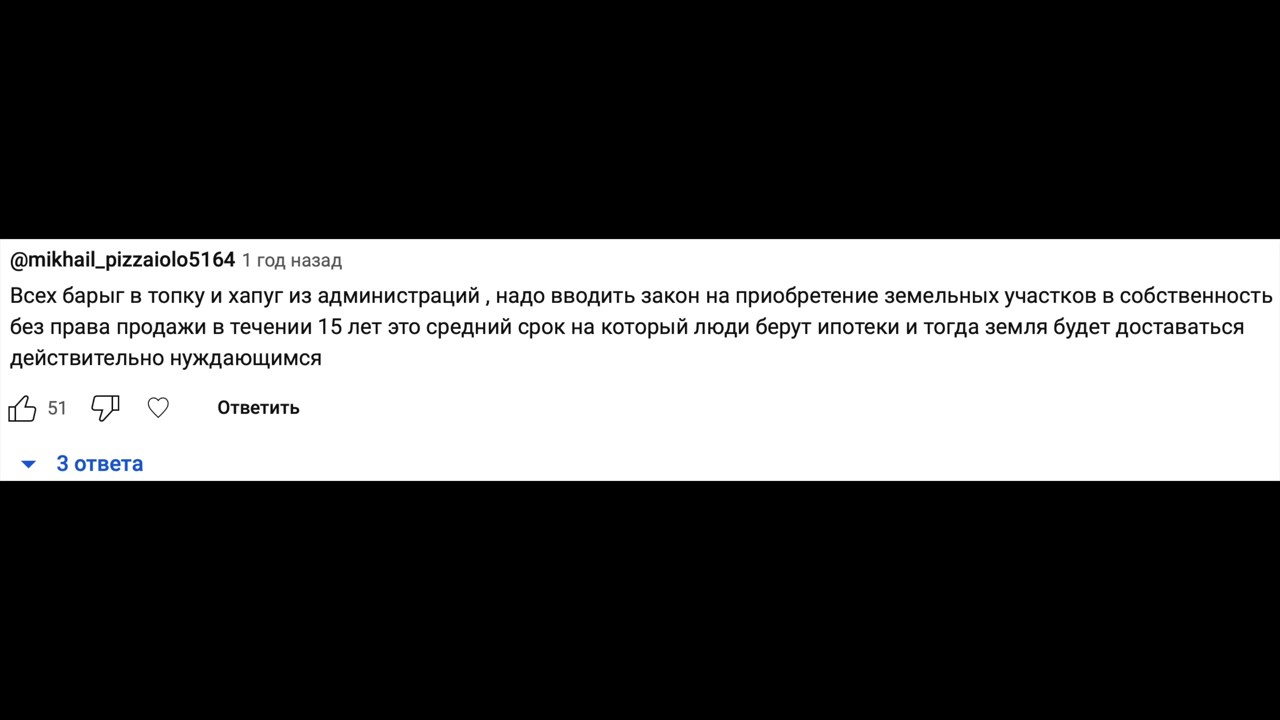 @mikhail_pizzaiolo5164 1 год назад
Всех барыг в топку и хапуг из администраций , надо вводить закон на приобретение земельных участков в собственность
без права продажи в течении 15 лет это средний срок на который люди берут ипотеки и тогда земля будет доставаться
действительно нуждающимся
51 Ответить
3 ответа